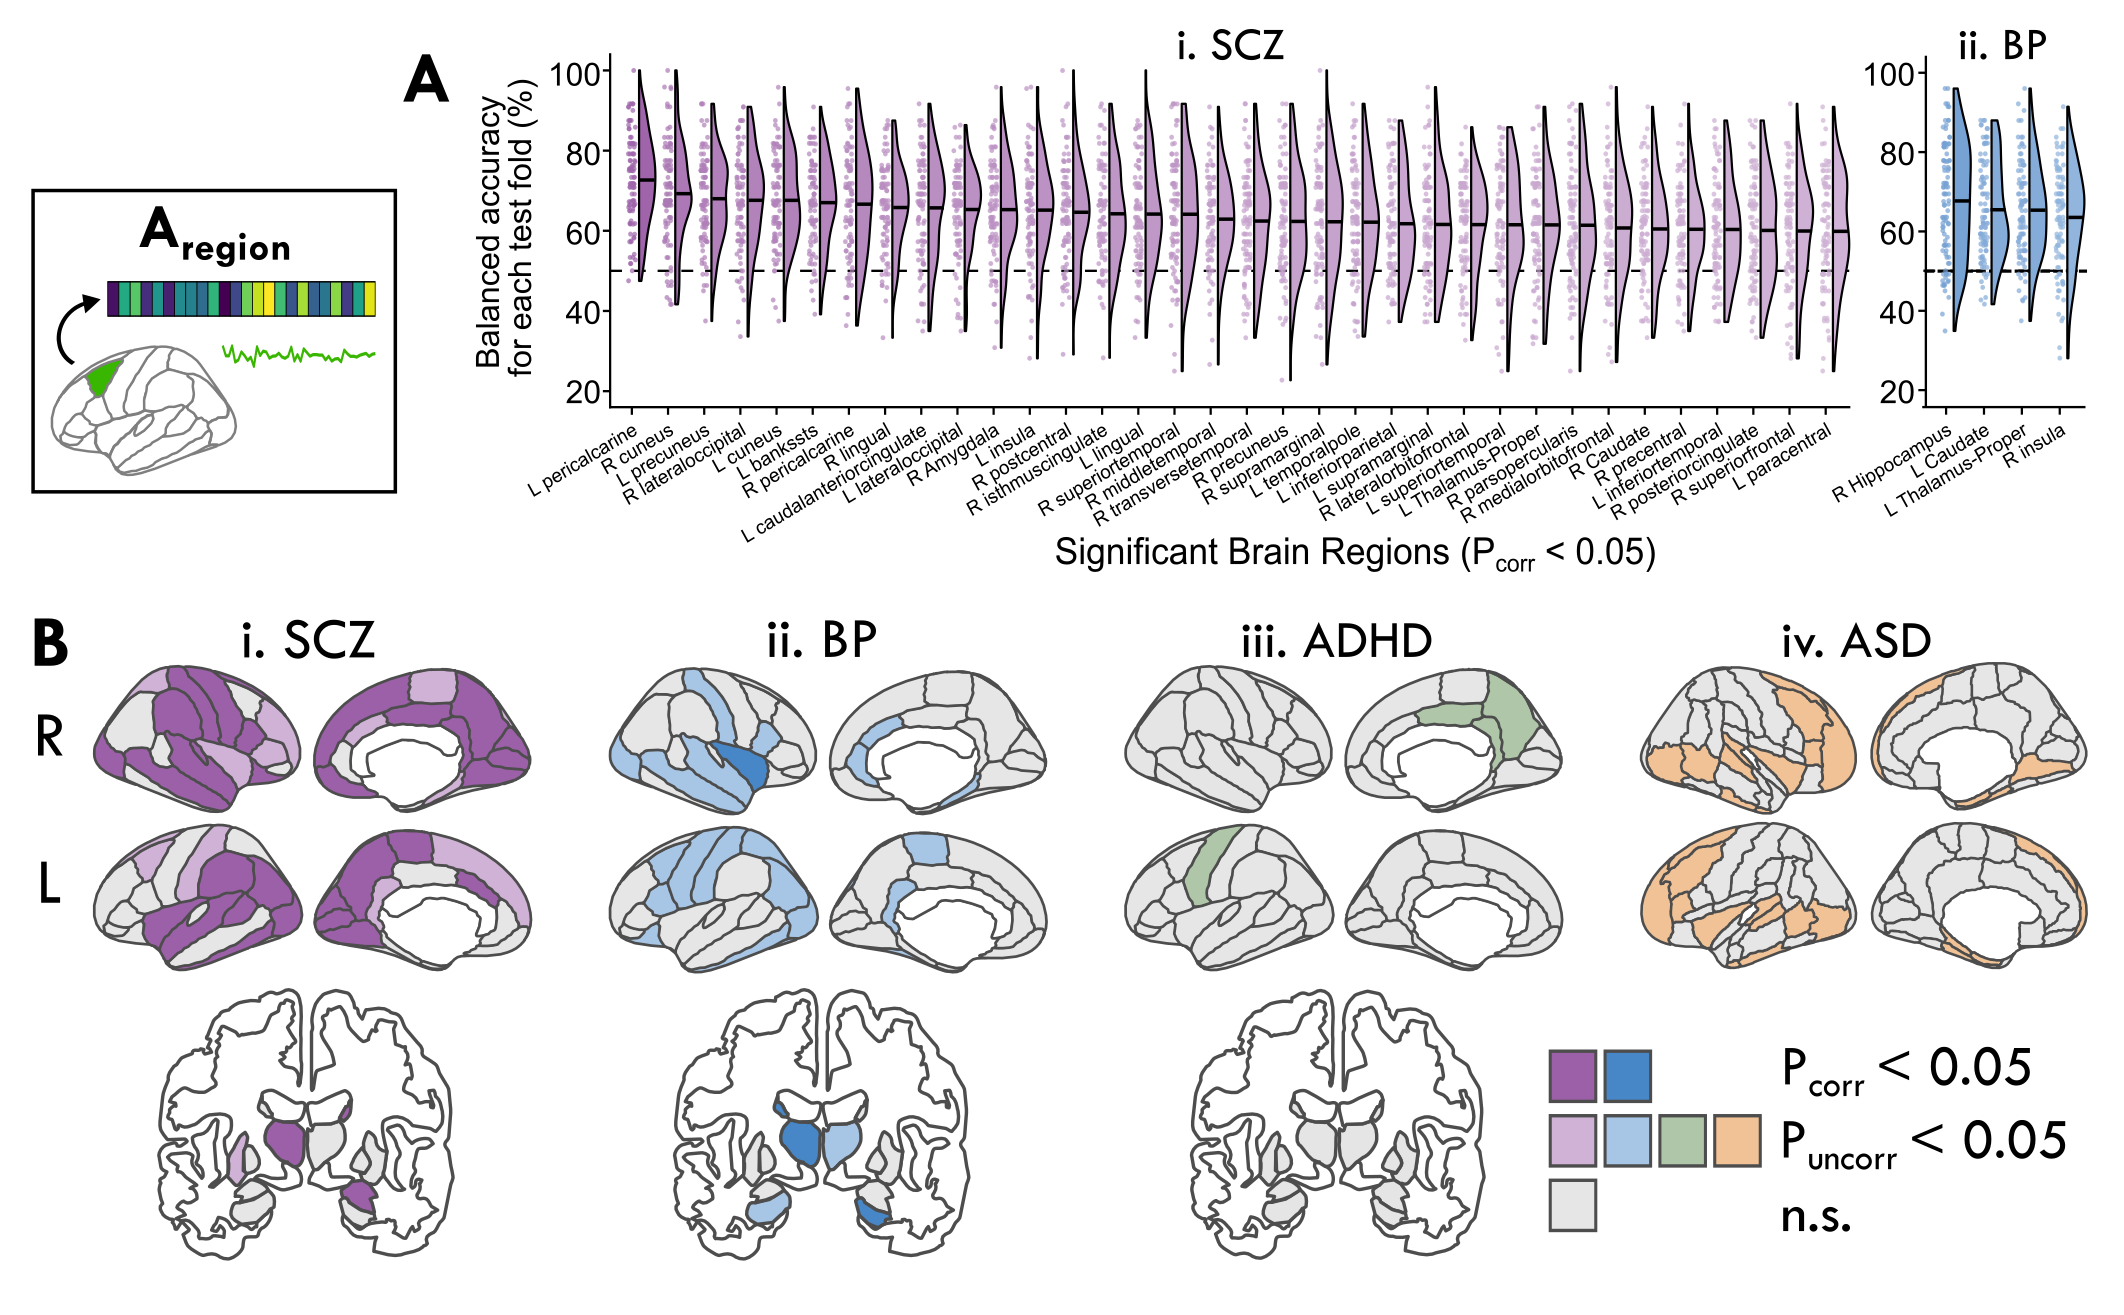 A
i. SCZ
ii. BP
Balanced accuracy
for each test fold (%)
100
80
60
40
20
100
80
60
40
20
Aregion
L pericalcarine
R cuneus
L precuneus
R lateraloccipital
L cuneus
L bankssts
R pericalcarine
R lingual
L caudalanteriorcingulate
L lateraloccipital
R Amygdala
L insula
R postcentral
R isthmuscingulate
L lingual
R superiortemporal
R middletemporal
R transversetemporal
R precuneus
R supramarginal
L temporalpole
L inferiorparietal
L supramarginal
R lateralorbitofrontal
L superiortemporal
L Thalamus-Proper
R parsopercularis
R medialorbitofrontal
R Caudate
R precentral
L inferiortemporal
R posteriorcingulate
R superiorfrontal
L paracentral
R Hippocampus
L Caudate
L Thalamus-Proper
R insula
Significant Brain Regions (Pcorr < 0.05)
B
i. SCZ
ii. BP
iii. ADHD
iv. ASD
R
L
Pcorr < 0.05
Puncorr < 0.05
n.s.